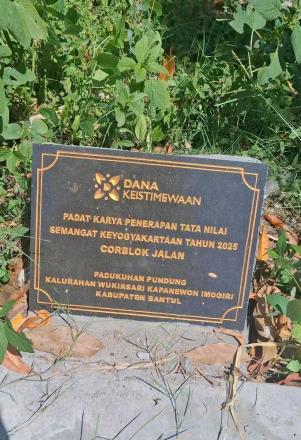 DANA
KEISTIMEWAAN
PADAT KARYA PENERAPAN TATA NILAI
SEMANGAT KEYOGYAKARTAAN TAHUN 2025
CORBLOK JALAN
PADUKUHAN PUNDUNG
KALURAHAN WUKIRSARI KAPANEWON IMOGIRI
KABUPATEN BANTUL